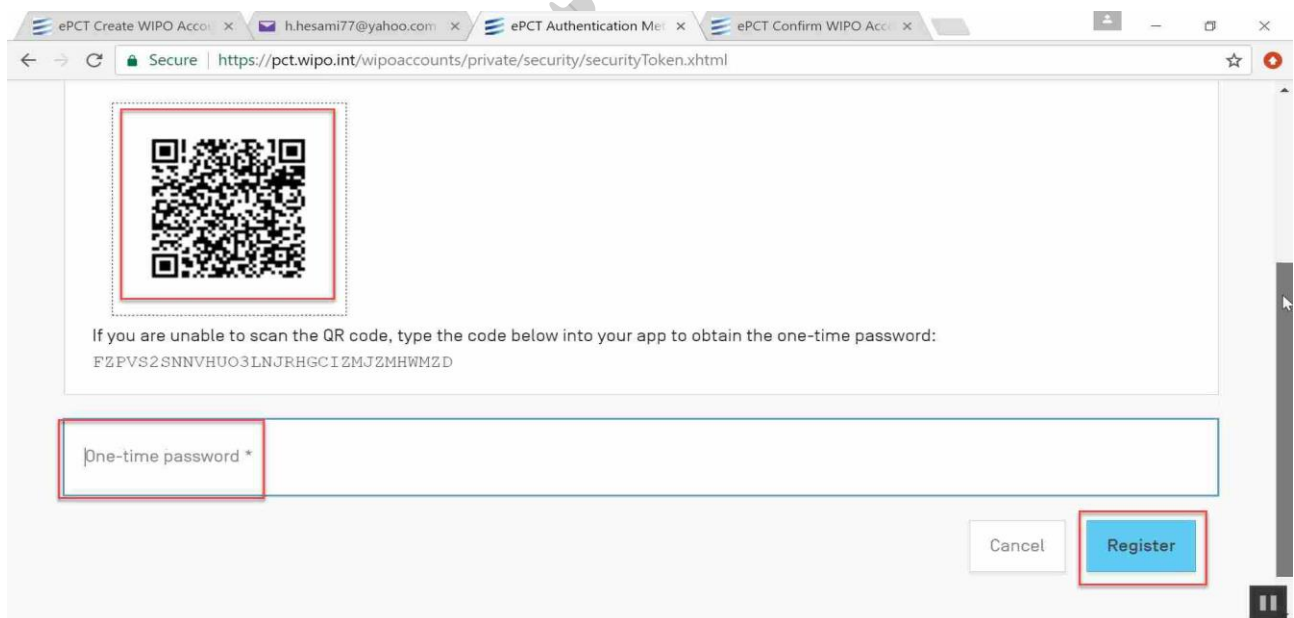 ePCT Create WIPO Accou
h.hesami77@yahoo.com
ePCT Authentication Met
ePCT Confirm WIPO Acco
Secure | https://pct.wipo.int/wipoaccounts/private/security/securityToken.xhtml
If you are unable to scan the QR code, type the code below into your app to obtain the one-time password:
FZPVS2SNNVHUO3LNJRHGCIZMJZMHWMZD
One-time password *
Cancel
Register